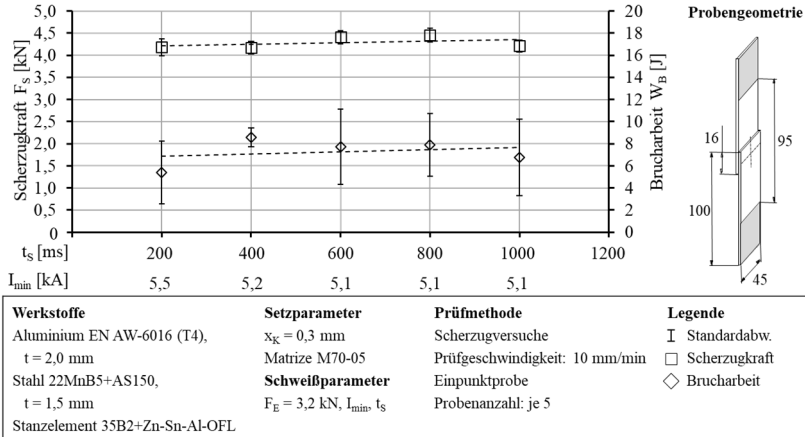 Probengeometrie
Scherzugkraft F_S [kN]
5,0
4,5
4,0
3,5
3,0
2,5
2,0
1,5
1,0
0,5
0
20
18
16
14
12
10
8
6
4
2
0
Brucharbeit W_B [J]
t_S [ms] 200 400 600 800 1000 1200
I_min [kA] 5,5 5,2 5,1 5,1 5,1
16
95
100
45
Werkstoffe
Aluminium EN AW-6016 (T4),
t = 2,0 mm
Stahl 22MnB5+AS150,
t = 1,5 mm
Stanzelement 35B2+Zn-Sn-Al-OFL
Setzparameter
x_K = 0,3 mm
Matrize M70-05
Schweißparameter
F_E = 3,2 kN, I_min, t_S
Prüfmethode
Scherzugversuche
Prüfgeschwindigkeit: 10 mm/min
Einpunktprobe
Probenanzahl: je 5
Legende
Standardabw.
Scherzugkraft
Brucharbeit